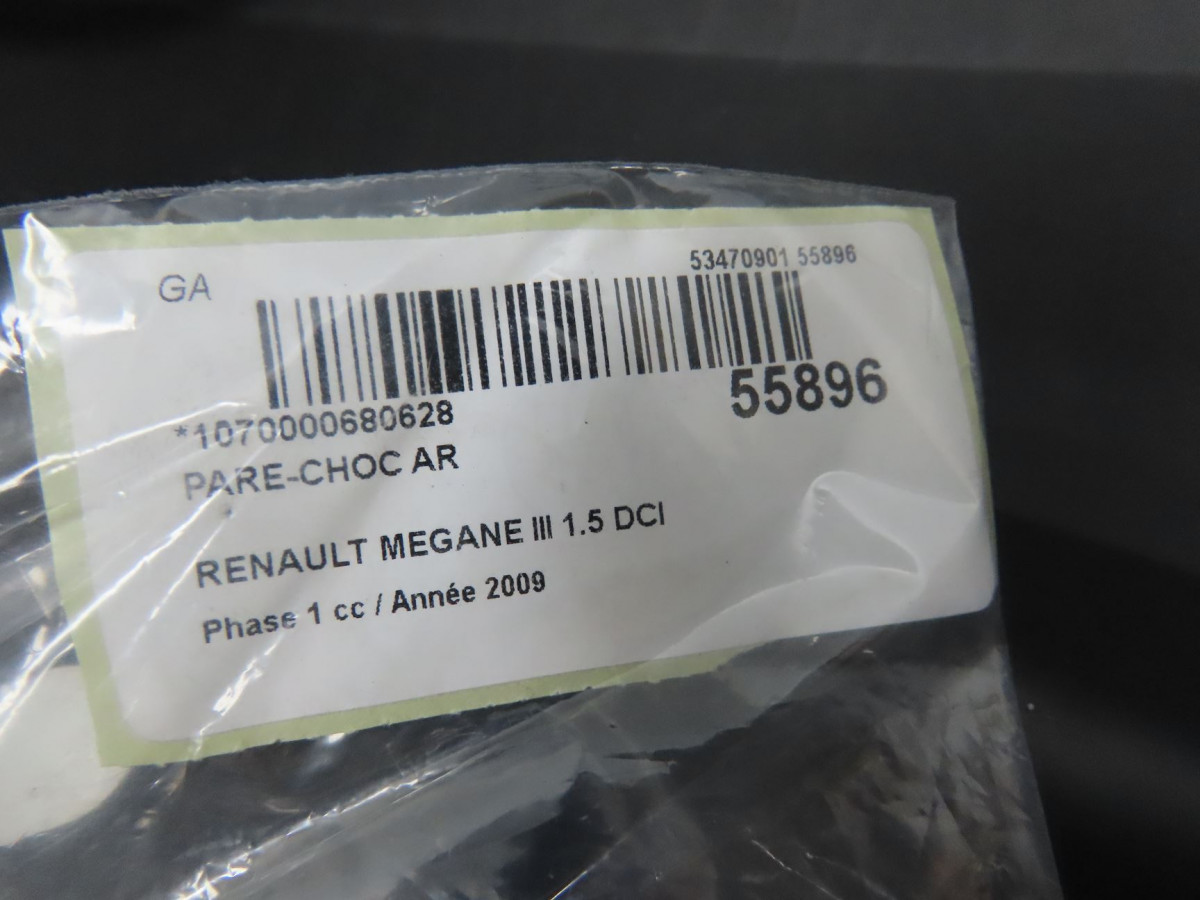 GA
53470901 55896
55896
*1070000680628
PARE-CHOC AR
RENAULT MEGANE III 1.5 DCI
Phase 1 cc / Année 2009